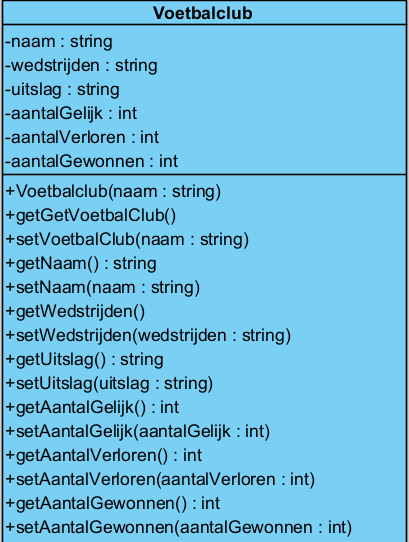 Voetbalclub
-naam : string
-wedstrijden : string
-uitslag : string
-aantalGelijk : int
-aantalVerloren : int
-aantalGewonnen : int
+Voetbalclub(naam : string)
+getGetVoetbalClub()
+setVoetbalClub(naam : string)
+getNaam() : string
+setNaam(naam : string)
+getWedstrijden()
+setWedstrijden(wedstrijden : string)
+getUitslag() : string
+setUitslag(uitslag : string)
+getAantalGelijk() : int
+setAantalGelijk(aantalGelijk : int)
+getAantalVerloren() : int
+setAantalVerloren(aantalVerloren : int)
+getAantalGewonnen() : int
+setAantalGewonnen(aantalGewonnen : int)